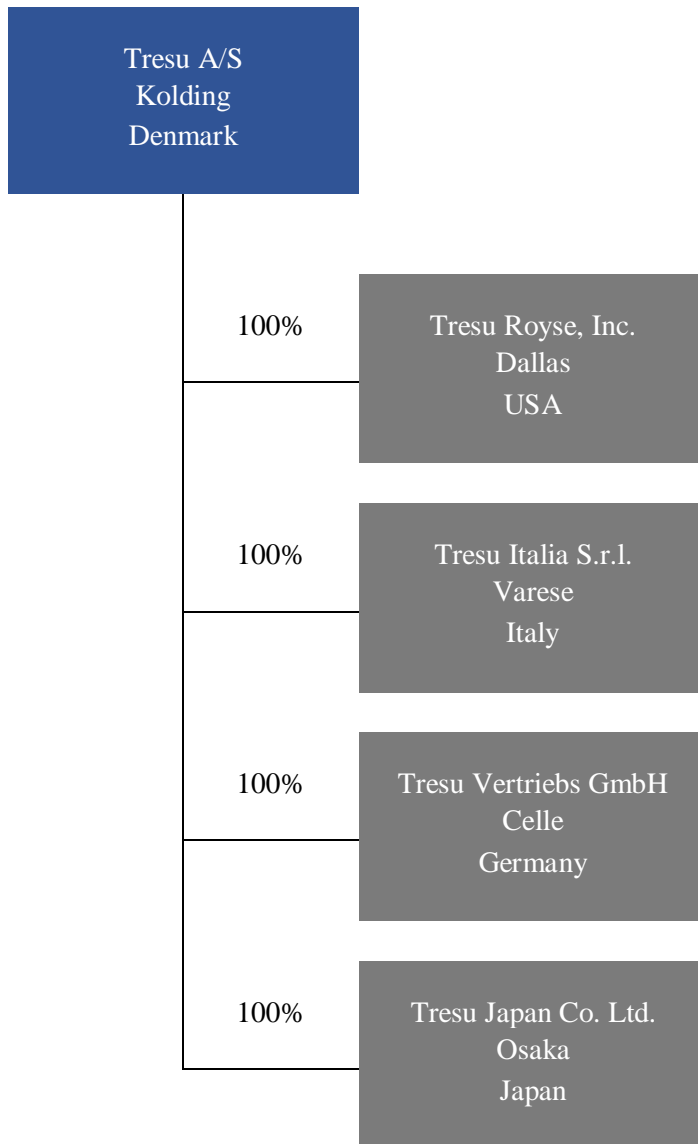 Tresu A/S
Kolding
Denmark
100%
Tresu Royse, Inc.
Dallas
USA
100%
Tresu Italia S.r.l.
Varese
Italy
100%
Tresu Vertriebs GmbH
Celle
Germany
100%
Tresu Japan Co. Ltd.
Osaka
Japan